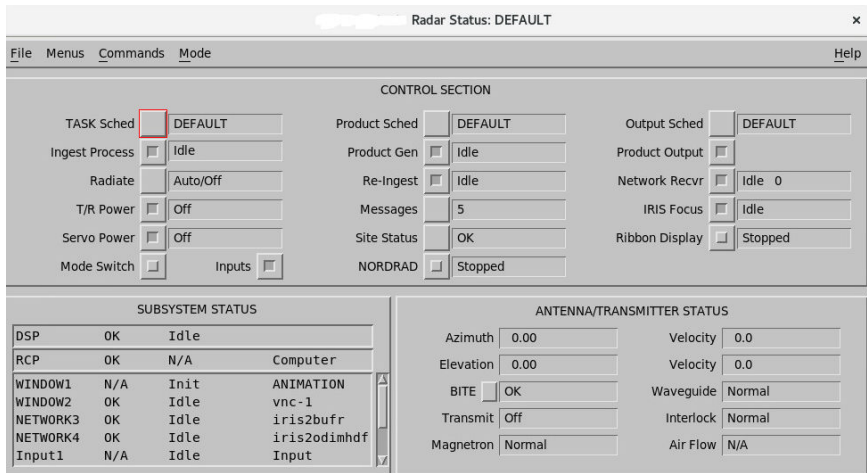 Radar Status: DEFAULT ×
File Menus Commands Mode Help
CONTROL SECTION
TASK Sched DEFAULT Product Sched DEFAULT Output Sched DEFAULT
Ingest Process Idle Product Gen Idle Product Output
Radiate Auto/Off Re-Ingest Idle Network Recvr Idle 0
T/R Power Off Messages 5 IRIS Focus Idle
Servo Power Off Site Status OK Ribbon Display Stopped
Mode Switch Inputs NORDRAD Stopped
SUBSYSTEM STATUS
DSP OK Idle
RCP OK N/A Computer
WINDOW1 N/A Init ANIMATION
WINDOW2 OK Idle vnc-1
NETWORK3 OK Idle iris2bufr
NETWORK4 OK Idle iris2odimhdf
Input1 N/A Idle Input
ANTENNA/TRANSMITTER STATUS
Azimuth 0.00 Velocity 0.0
Elevation 0.00 Velocity 0.0
BITE OK Waveguide Normal
Transmit Off Interlock Normal
Magnetron Normal Air Flow N/A